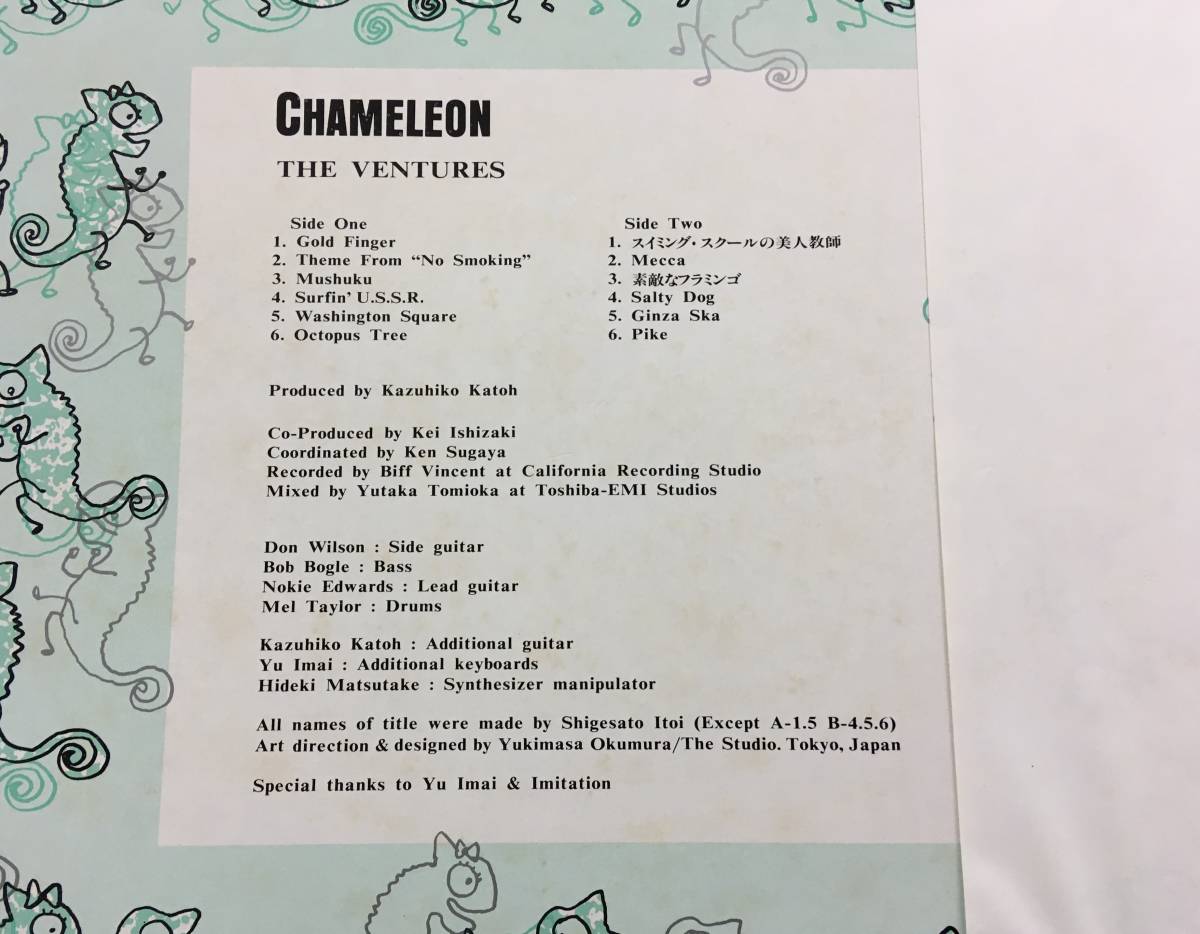 CHAMELEON
THE VENTURES
Side One
1. Gold Finger
2. Theme From “No Smoking”
3. Mushuku
4. Surfin' U.S.S.R.
5. Washington Square
6. Octopus Tree
Side Two
1. スイミング・スクールの美人教師
2. Mecca
3. 素敵なフラミンゴ
4. Salty Dog
5. Ginza Ska
6. Pike
Produced by Kazuhiko Katoh
Co-Produced by Kei Ishizaki
Coordinated by Ken Sugaya
Recorded by Biff Vincent at California Recording Studio
Mixed by Yutaka Tomioka at Toshiba-EMI Studios
Don Wilson : Side guitar
Bob Bogle : Bass
Nokie Edwards : Lead guitar
Mel Taylor : Drums
Kazuhiko Katoh : Additional guitar
Yu Imai : Additional keyboards
Hideki Matsutake : Synthesizer manipulator
All names of title were made by Shigesato Itoi (Except A-1.5 B-4.5.6)
Art direction & designed by Yukimasa Okumura/The Studio. Tokyo, Japan
Special thanks to Yu Imai & Imitation